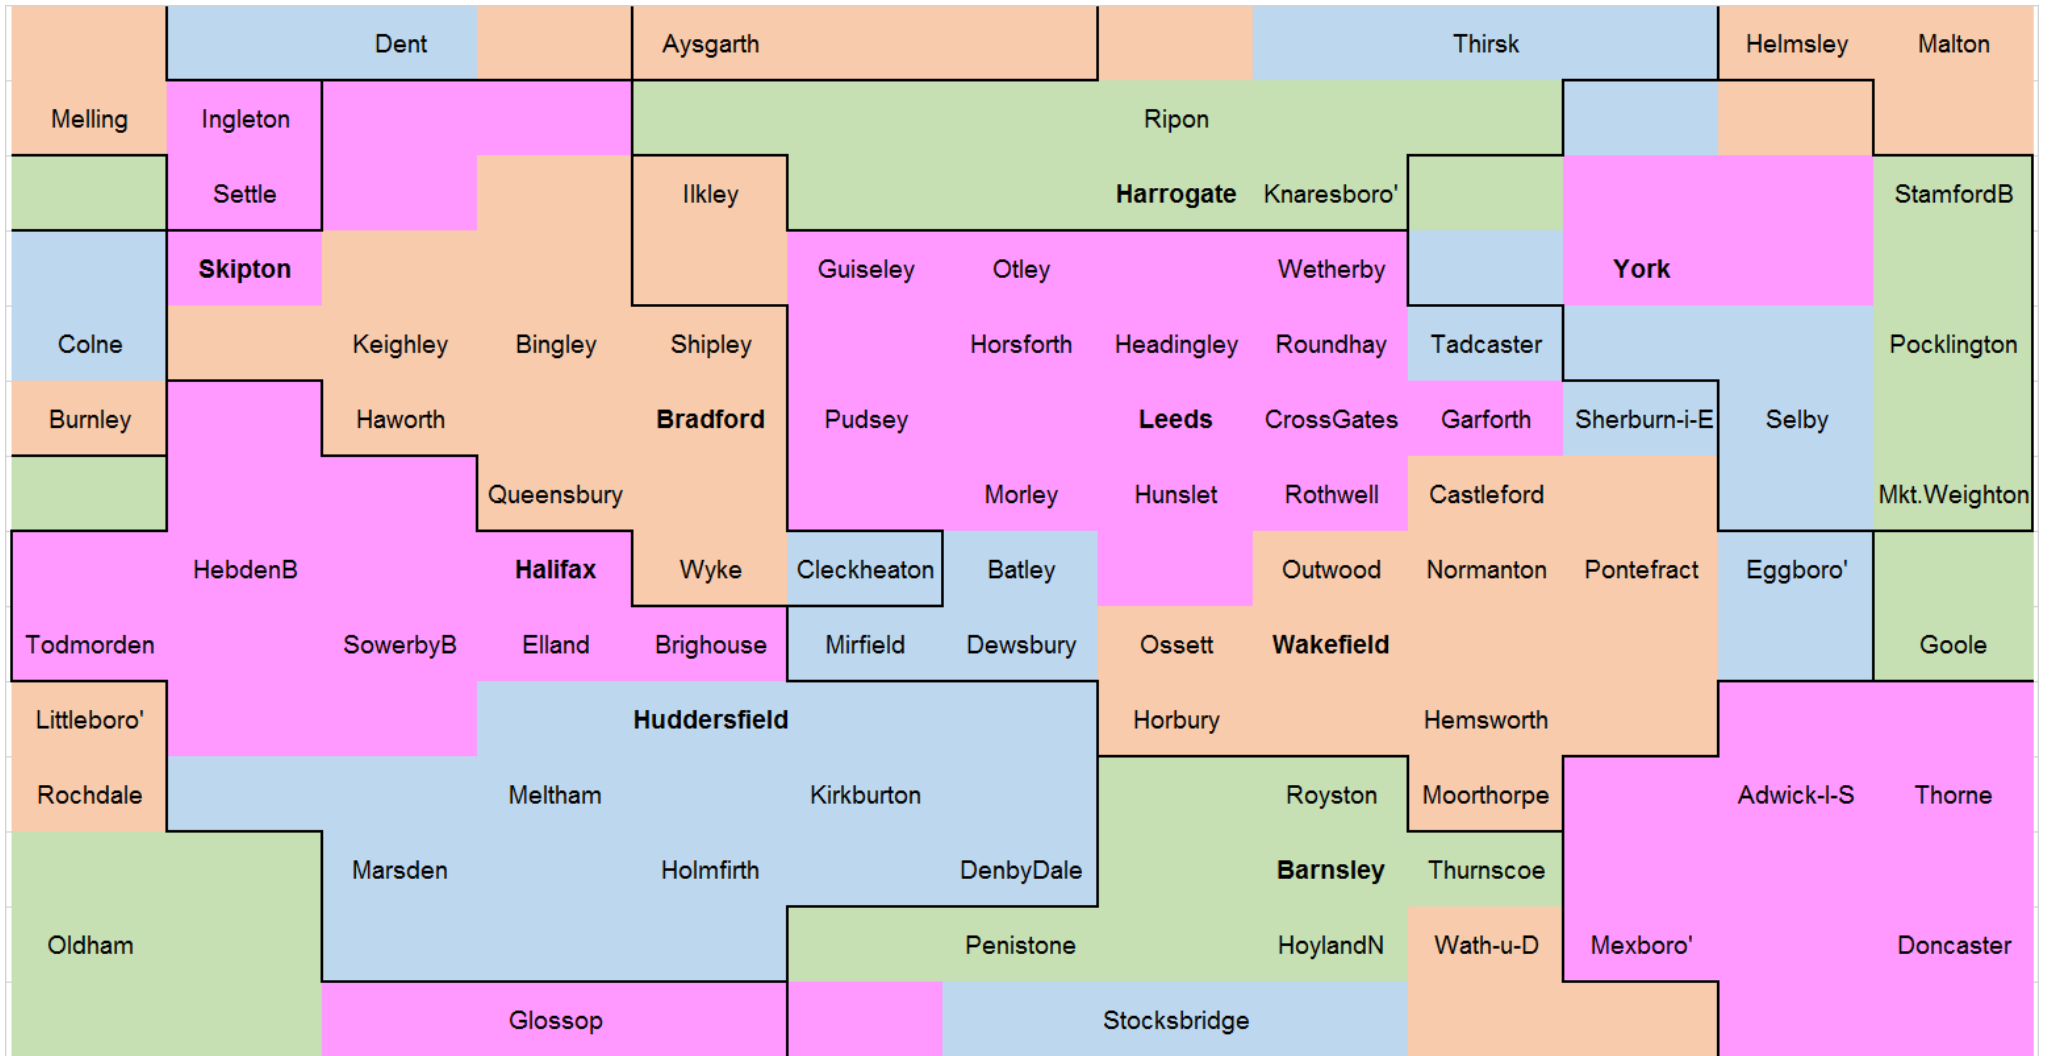 Dent Aysgarth Thirsk Helmsley Malton
Melling Ingleton Ripon
Settle Ilkley Harrogate Knaresboro' StamfordB
Skipton Guiseley Otley Wetherby York
Colne Keighley Bingley Shipley Horsforth Headingley Roundhay Tadcaster Pocklington
Burnley Haworth Bradford Pudsey Leeds CrossGates Garforth Sherburn-i-E Selby
Queensbury Morley Hunslet Rothwell Castleford Mkt.Weighton
HebdenB Halifax Wyke Cleckheaton Batley Outwood Normanton Pontefract Eggboro'
Todmorden SowerbyB Elland Brighouse Mirfield Dewsbury Ossett Wakefield Goole
Littleboro' Huddersfield Horbury Hemsworth
Rochdale Meltham Kirkburton Royston Moorthorpe Adwick-l-S Thorne
Marsden Holmfirth DenbyDale Barnsley Thurnscoe
Oldham Penistone HoylandN Wath-u-D Mexboro' Doncaster
Glossop Stocksbridge